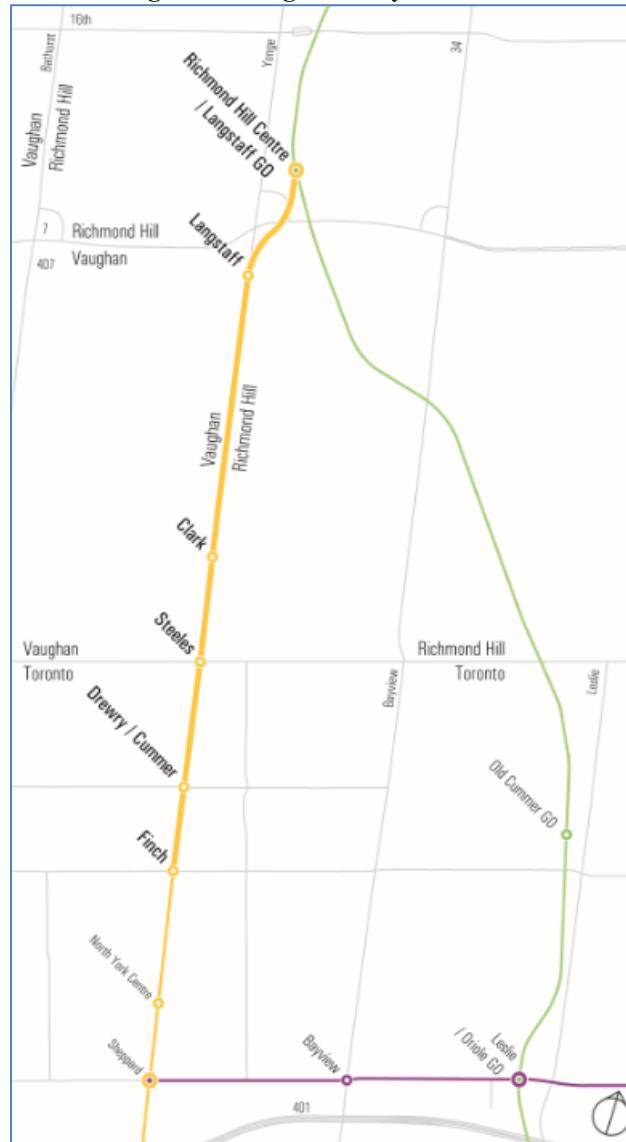 16th
Bathurst
Yonge
34
Vaughan
Richmond Hill
Richmond Hill Centre
/ Langstaff GO
7
Richmond Hill
407
Vaughan
Langstaff
Vaughan
Richmond Hill
Clark
Steeles
Vaughan
Toronto
Richmond Hill
Toronto
Bayview
Leslie
Drewry / Cummer
Old Cummer GO
Finch
North York Centre
Sheppard
Bayview
Leslie
/ Oriole GO
401